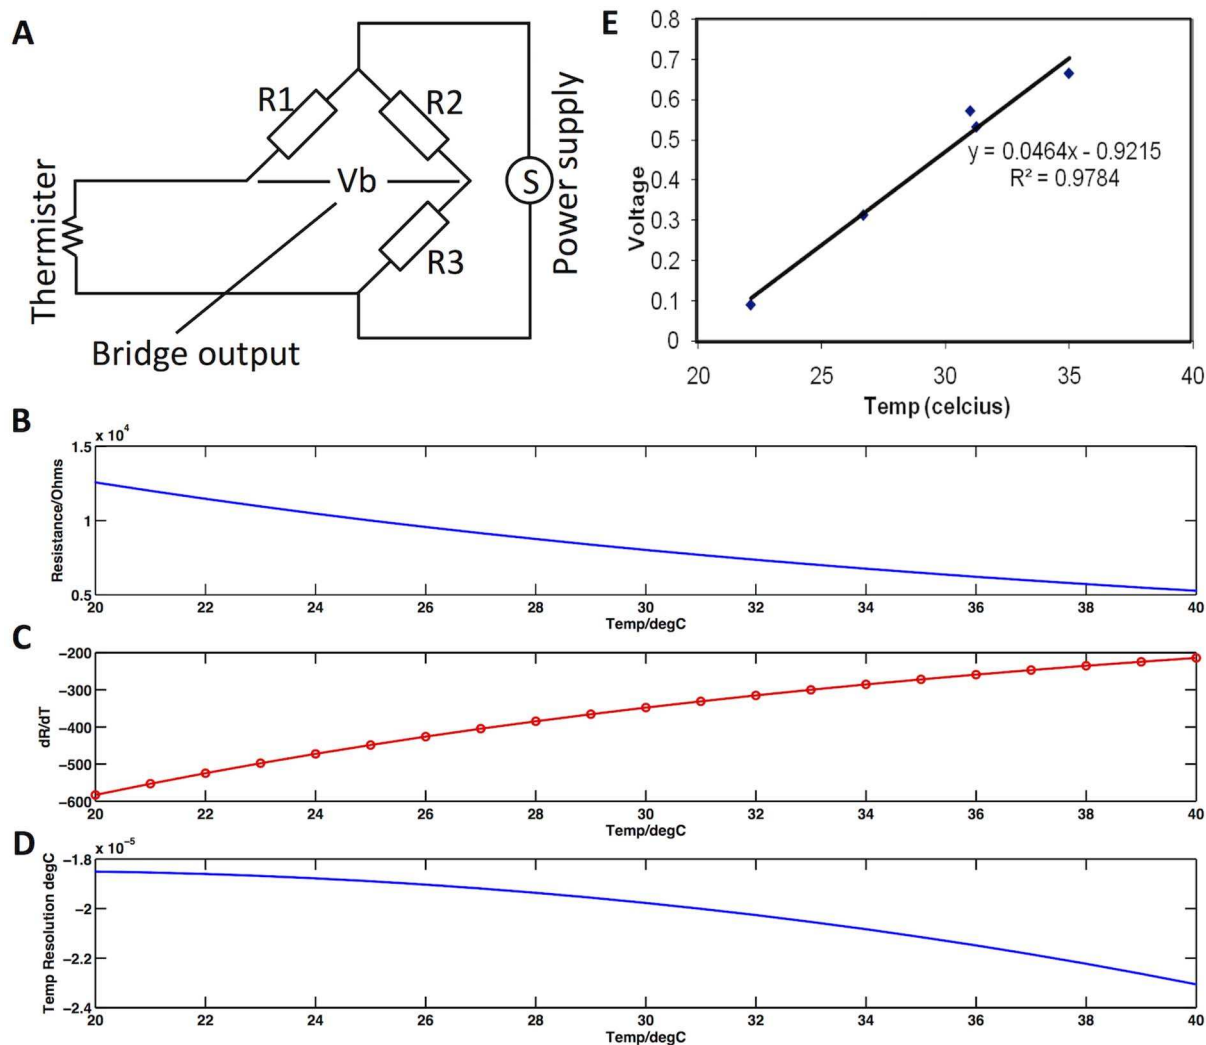 A
R1
R2
Vb
S
R3
Thermister
Power supply
Bridge output
E
0.8
0.7
0.6
0.5
0.4
0.3
0.2
0.1
0
Voltage
y = 0.0464x - 0.9215
R² = 0.9784
20 25 30 35 40
Temp (celcius)
B
x 10⁴
1.5
1
0.5
Resistance/Ohms
20 22 24 26 28 30 32 34 36 38 40
Temp/degC
C
−200
−300
−400
−500
−600
dR/dT
20 22 24 26 28 30 32 34 36 38 40
Temp/degC
D
x 10⁻⁵
−1.8
−2
−2.2
−2.4
Temp Resolution degC
20 22 24 26 28 30 32 34 36 38 40
Temp/degC